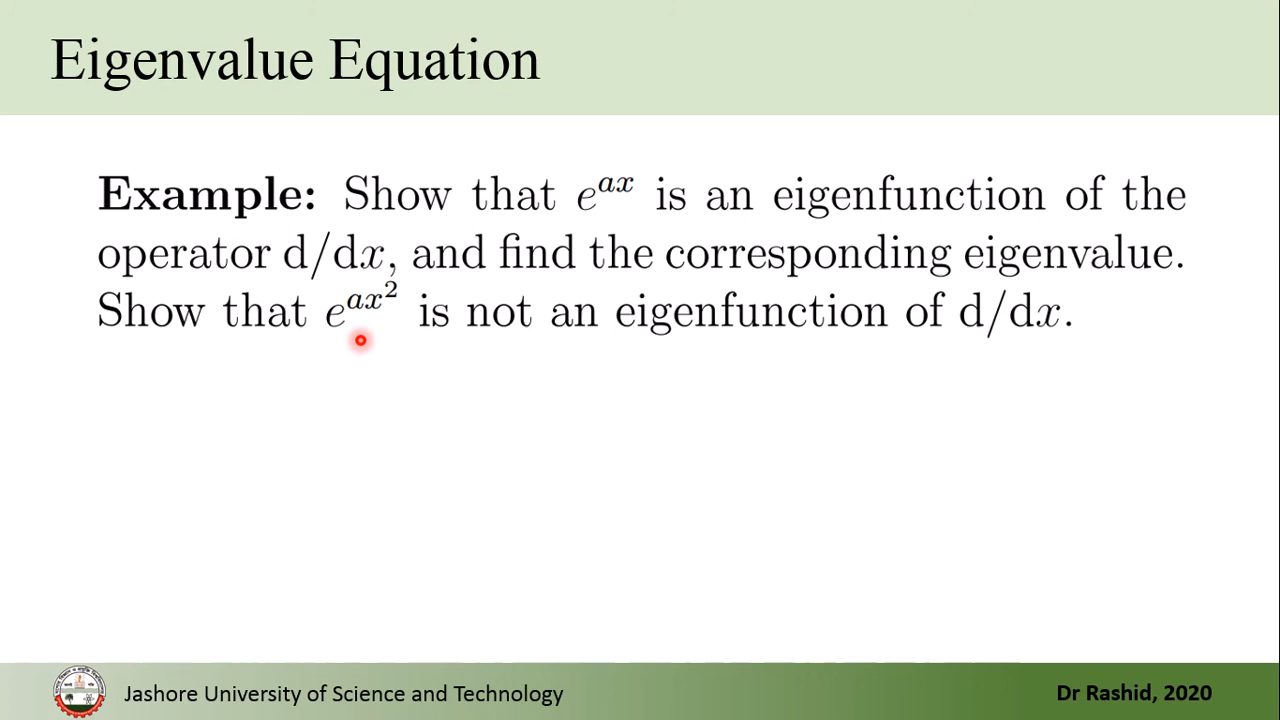 Eigenvalue Equation
Example: Show that e^{ax} is an eigenfunction of the
operator d/dx, and find the corresponding eigenvalue.
Show that e^{ax^2} is not an eigenfunction of d/dx.
Jashore University of Science and Technology
Dr Rashid, 2020